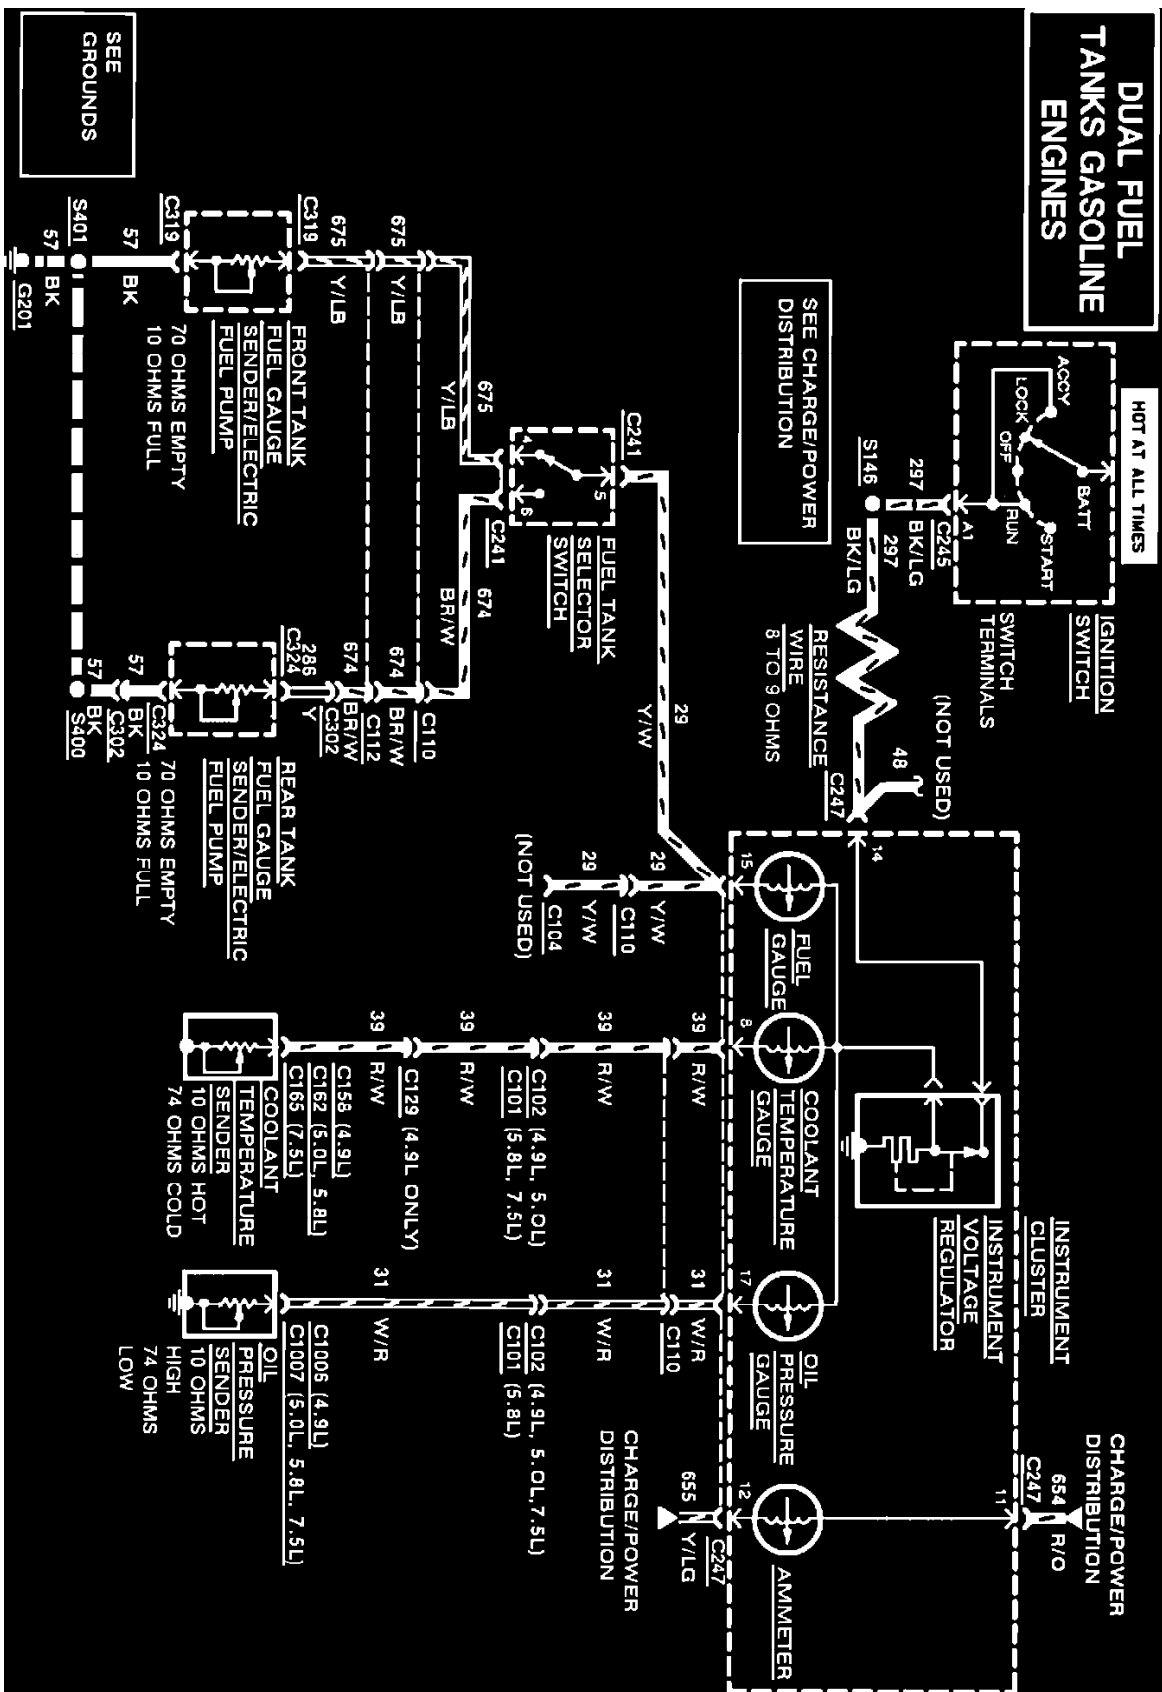 DUAL FUEL
TANKS GASOLINE
ENGINES
HOT AT ALL TIMES
ACCY
LOCK
OFF
RUN
START
BATT
A1
IGNITION
SWITCH
SWITCH
TERMINALS
C245
297
BK/LG
S146
297
BK/LG
SEE CHARGE/POWER
DISTRIBUTION
RESISTANCE
WIRE
8 TO 9 OHMS
(NOT USED)
48
C247
14
INSTRUMENT
CLUSTER
INSTRUMENT
VOLTAGE
REGULATOR
CHARGE/POWER
DISTRIBUTION
654
R/O
C247
11
15
FUEL
GAUGE
8
COOLANT
TEMPERATURE
GAUGE
17
OIL
PRESSURE
GAUGE
12
AMMETER
C247
655
Y/LG
CHARGE/POWER
DISTRIBUTION
C241
29
Y/W
5
4
6
FUEL TANK
SELECTOR
SWITCH
C241
29
Y/W
C110
29
Y/W
C104
(NOT USED)
675
Y/LB
674
BR/W
675
Y/LB
675
Y/LB
C319
C110
674
BR/W
C112
674
BR/W
C302
286
Y
C324
FRONT TANK
FUEL GAUGE
SENDER/ELECTRIC
FUEL PUMP
70 OHMS EMPTY
10 OHMS FULL
REAR TANK
FUEL GAUGE
SENDER/ELECTRIC
FUEL PUMP
70 OHMS EMPTY
10 OHMS FULL
C319
57
BK
S401
57
BK
G201
C324
57
BK
C302
57
BK
S400
SEE
GROUNDS
39
R/W
39
R/W
C102 (4.9L, 5.0L)
C101 (5.8L, 7.5L)
39
R/W
C129 (4.9L ONLY)
39
R/W
C158 (4.9L)
C162 (5.0L, 5.8L)
C165 (7.5L)
COOLANT
TEMPERATURE
SENDER
10 OHMS HOT
74 OHMS COLD
31
W/R
C110
31
W/R
C102 (4.9L, 5.0L,7.5L)
C101 (5.8L)
31
W/R
C1006 (4.9L)
C1007 (5.0L, 5.8L, 7.5L)
OIL
PRESSURE
SENDER
10 OHMS
HIGH
74 OHMS
LOW